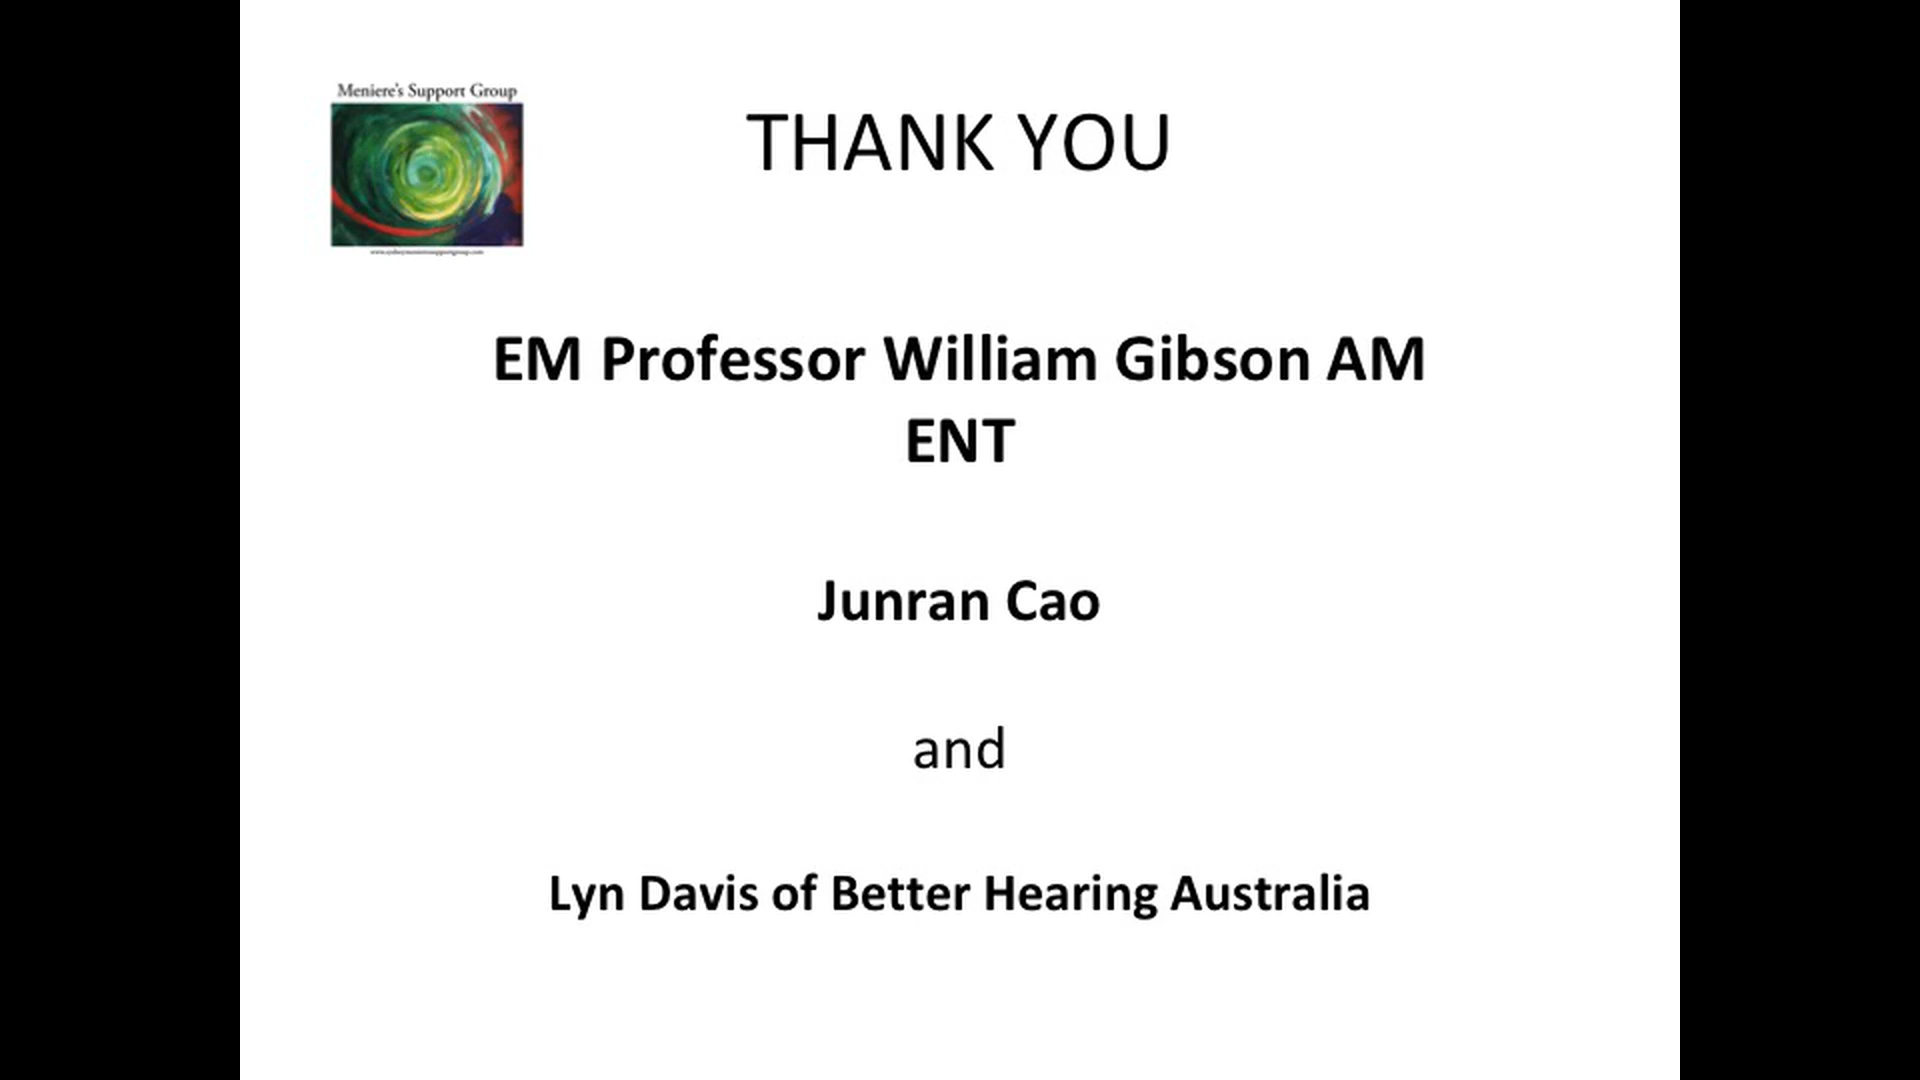 Meniere's Support Group
THANK YOU
EM Professor William Gibson AM
ENT
Junran Cao
and
Lyn Davis of Better Hearing Australia